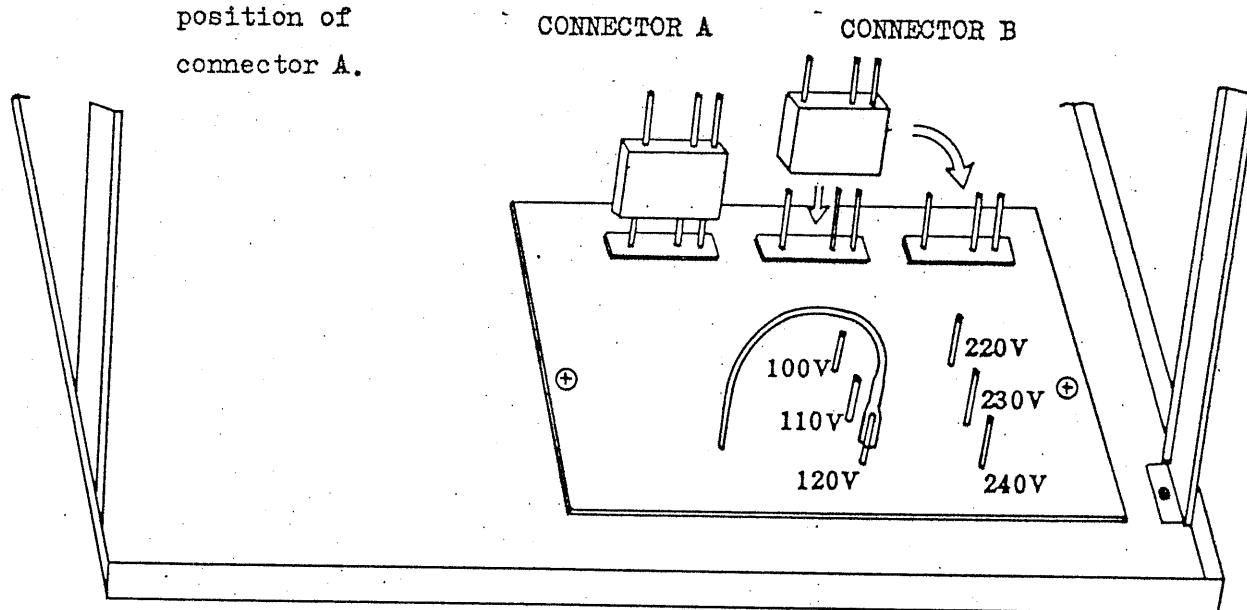 position of
connector A.
CONNECTOR A
CONNECTOR B
100V
220V
110V
230V
120V
240V